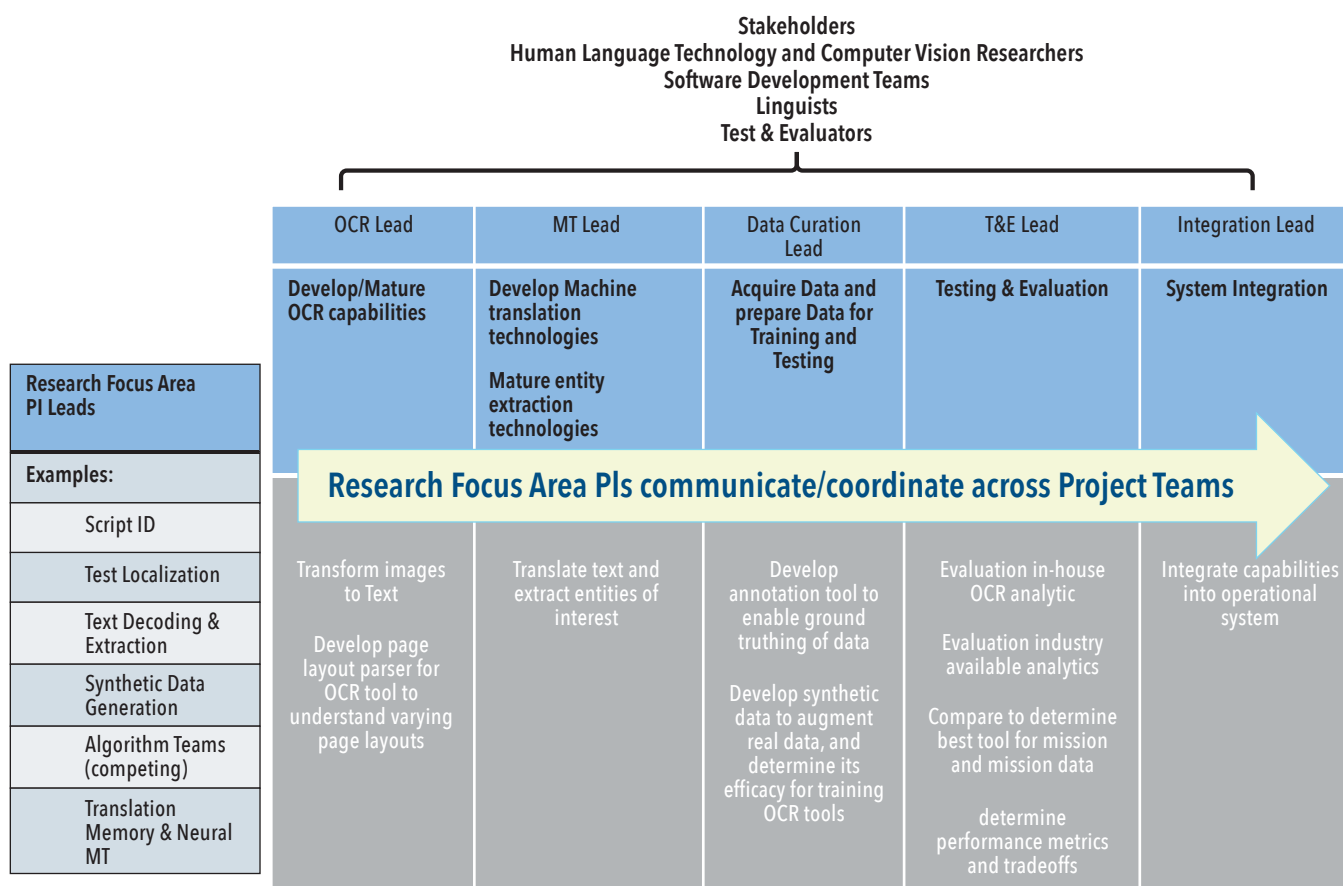 Stakeholders
Human Language Technology and Computer Vision Researchers
Software Development Teams
Linguists
Test & Evaluators
OCR Lead
MT Lead
Data Curation
Lead
T&E Lead
Integration Lead
Develop/Mature
OCR capabilities
Develop Machine
translation
technologies
Mature entity
extraction
technologies
Acquire Data and
prepare Data for
Training and
Testing
Testing & Evaluation
System Integration
Research Focus Area
PI Leads
Examples:
Script ID
Test Localization
Text Decoding &
Extraction
Synthetic Data
Generation
Algorithm Teams
(competing)
Translation
Memory & Neural
MT
Research Focus Area PIs communicate/coordinate across Project Teams
Transform images
to Text
Develop page
layout parser for
OCR tool to
understand varying
page layouts
Translate text and
extract entities of
interest
Develop
annotation tool to
enable ground
truthing of data
Develop synthetic
data to augment
real data, and
determine its
efficacy for training
OCR tools
Evaluation in-house
OCR analytic
Evaluation industry
available analytics
Compare to determine
best tool for mission
and mission data
determine
performance metrics
and tradeoffs
Integrate capabilities
into operational
system